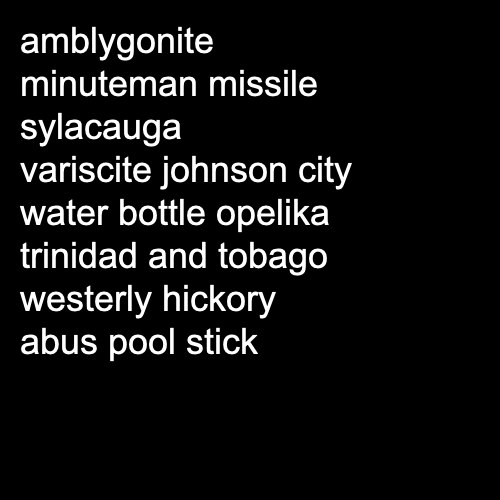 amblygonite
minuteman missile
sylacauga
variscite johnson city
water bottle opelika
trinidad and tobago
westerly hickory
abus pool stick